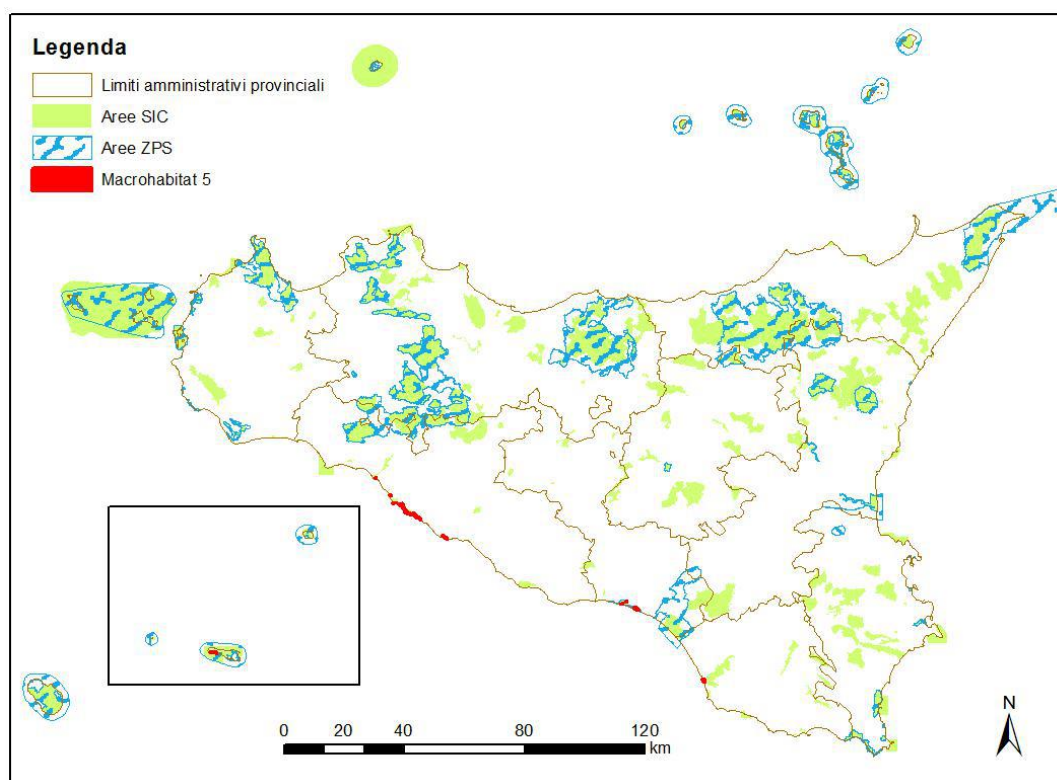 Legenda
Limiti amministrativi provinciali
Aree SIC
Aree ZPS
Macrohabitat 5
N
0 20 40 80 120
km